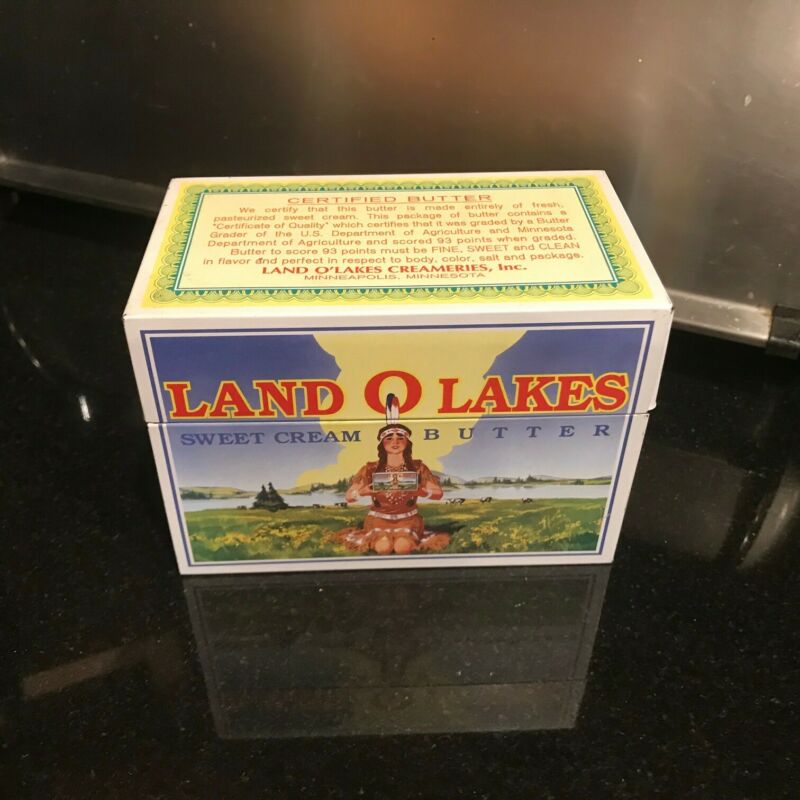 CERTIFIED BUTTER
We certify that this butter is made entirely of fresh,
pasteurized sweet cream. This package of butter contains a
"Certificate of Quality" which certifies that it was graded by a Butter
Grader of the U.S. Department of Agriculture and Minnesota
Department of Agriculture and scored 93 points when graded.
Butter to score 93 points must be FINE, SWEET and CLEAN
in flavor and perfect in respect to body, color, salt and package.
LAND O'LAKES CREAMERIES, Inc.
MINNEAPOLIS, MINNESOTA
LAND O LAKES
SWEET CREAM BUTTER